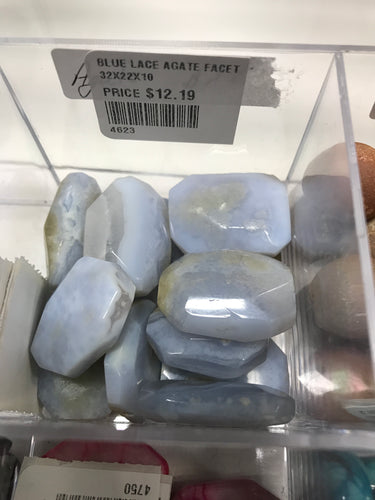 BLUE LACE AGATE FACET
32X22X10
PRICE $12.19
4623
4750